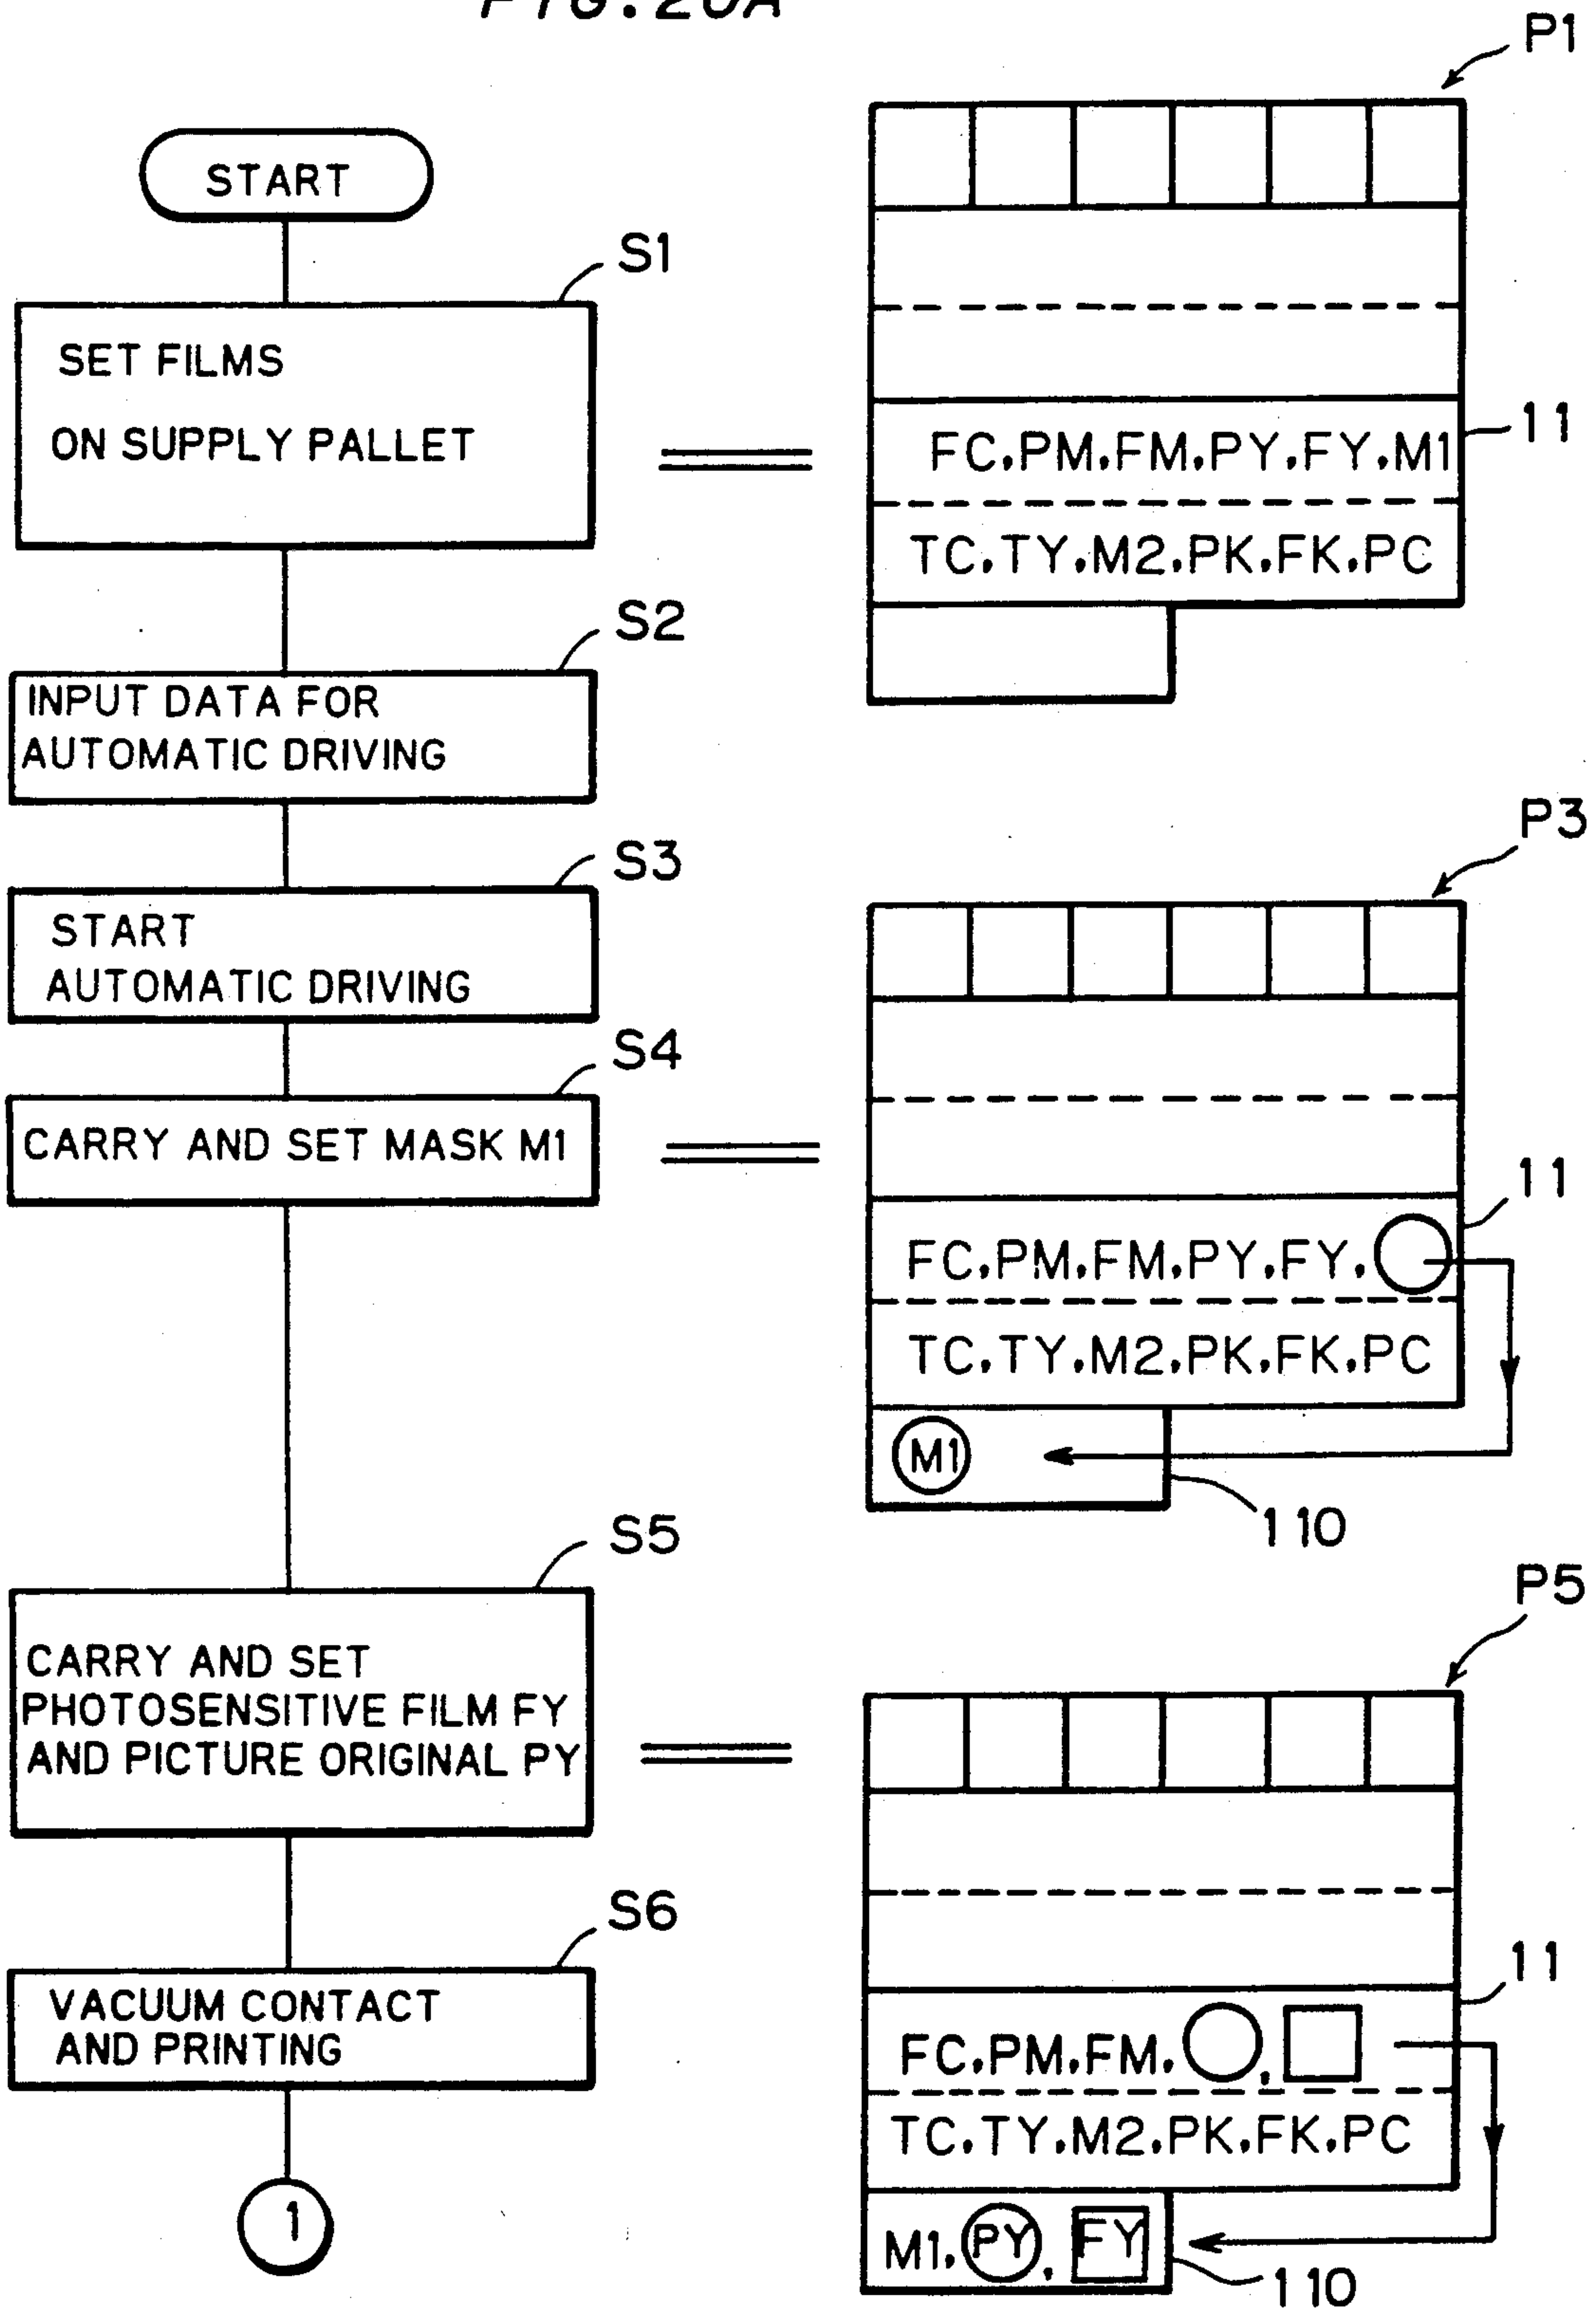 FIG.20A
START
S1
SET FILMS
ON SUPPLY PALLET
S2
INPUT DATA FOR
AUTOMATIC DRIVING
S3
START
AUTOMATIC DRIVING
S4
CARRY AND SET MASK M1
S5
CARRY AND SET
PHOTOSENSITIVE FILM FY
AND PICTURE ORIGINAL PY
S6
VACUUM CONTACT
AND PRINTING
1
P1
11
FC.PM.FM.PY.FY.M1
TC.TY.M2.PK.FK.PC
P3
11
FC.PM.FM.PY.FY.
TC.TY.M2.PK.FK.PC
M1
110
P5
11
FC.PM.FM. .
TC.TY.M2.PK.FK.PC
M1.PY.FY
110